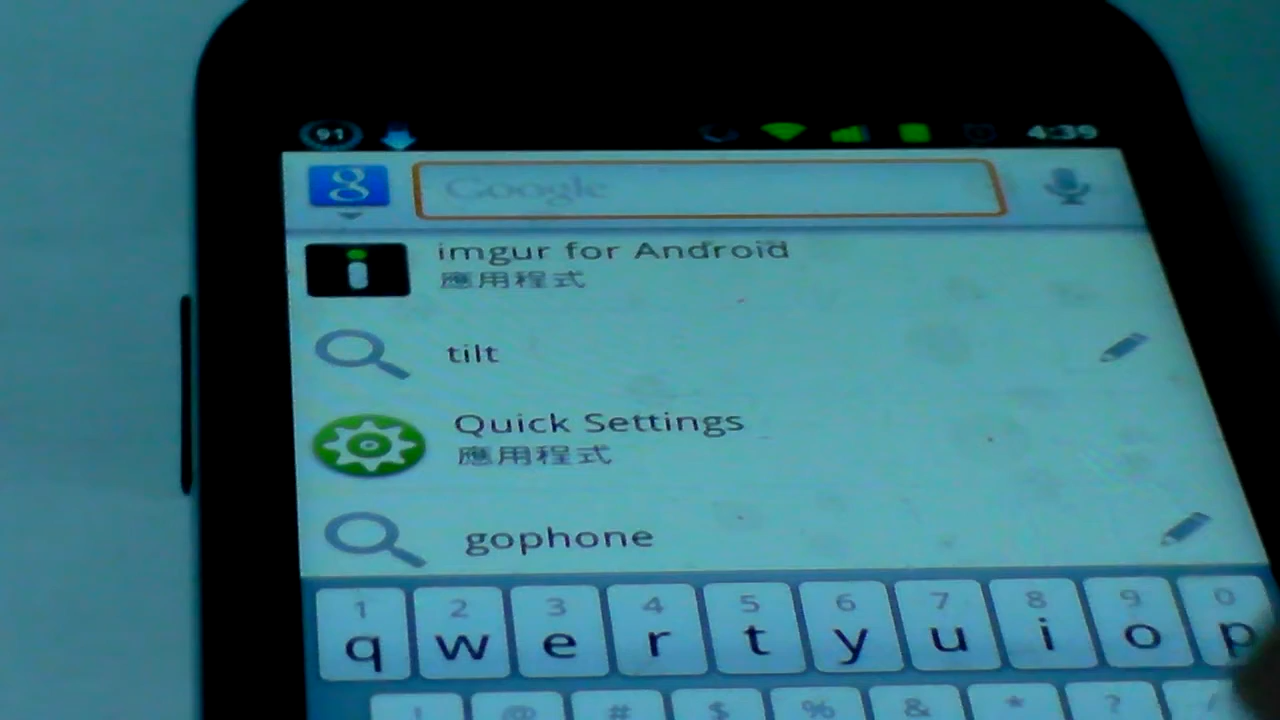 91 4:39
g Google
imgur for Android
應用程式
tilt
Quick Settings
應用程式
gophone
1 2 3 4 5 6 7 8 9 0
q w e r t y u i o p
! @ # $ % & * ? /